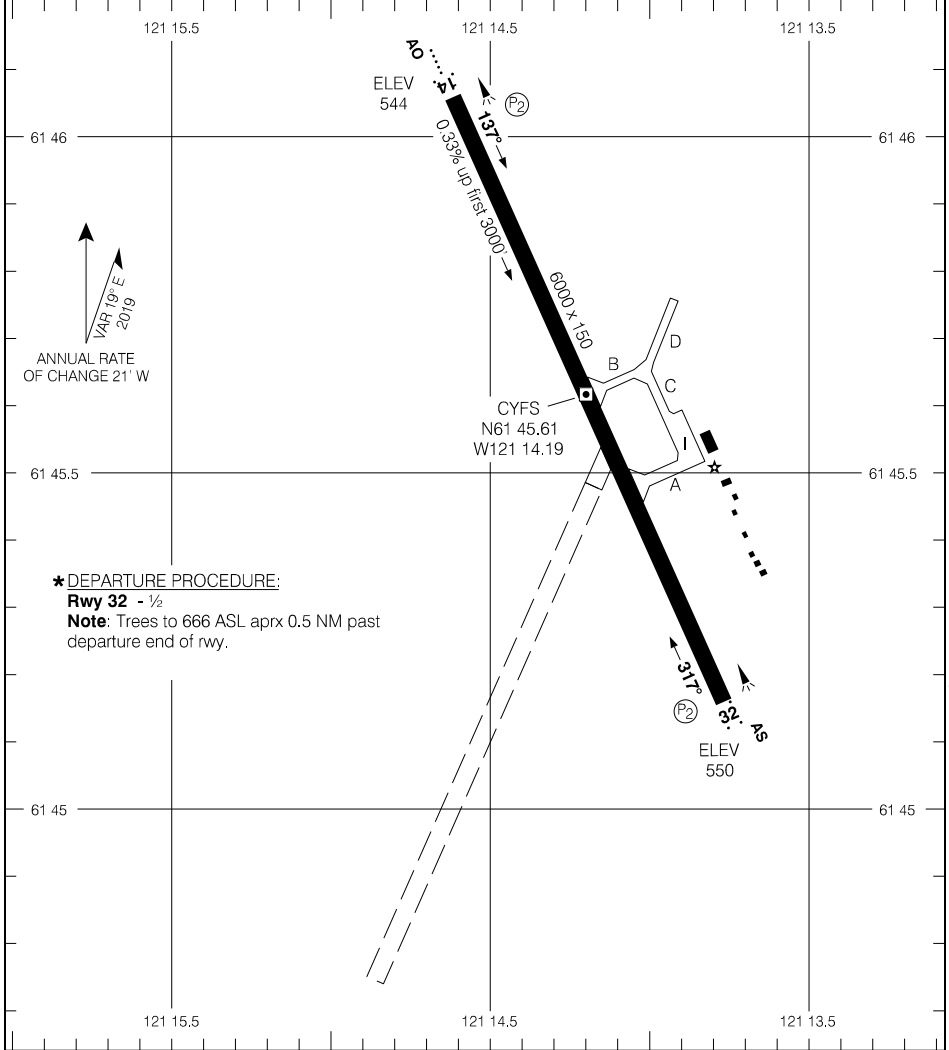 121 15.5
121 14.5
121 13.5
AO
14
ELEV
544
P2
137°
0.33% up first 3000'
61 46
61 46
VAR 19° E
2019
ANNUAL RATE
OF CHANGE 21' W
6000 x 150
B
D
C
CYFS
N61 45.61
W121 14.19
I
A
61 45.5
61 45.5
*DEPARTURE PROCEDURE:
Rwy 32 - ½
Note: Trees to 666 ASL aprx 0.5 NM past
departure end of rwy.
317°
P2
32
AS
ELEV
550
61 45
61 45
121 15.5
121 14.5
121 13.5